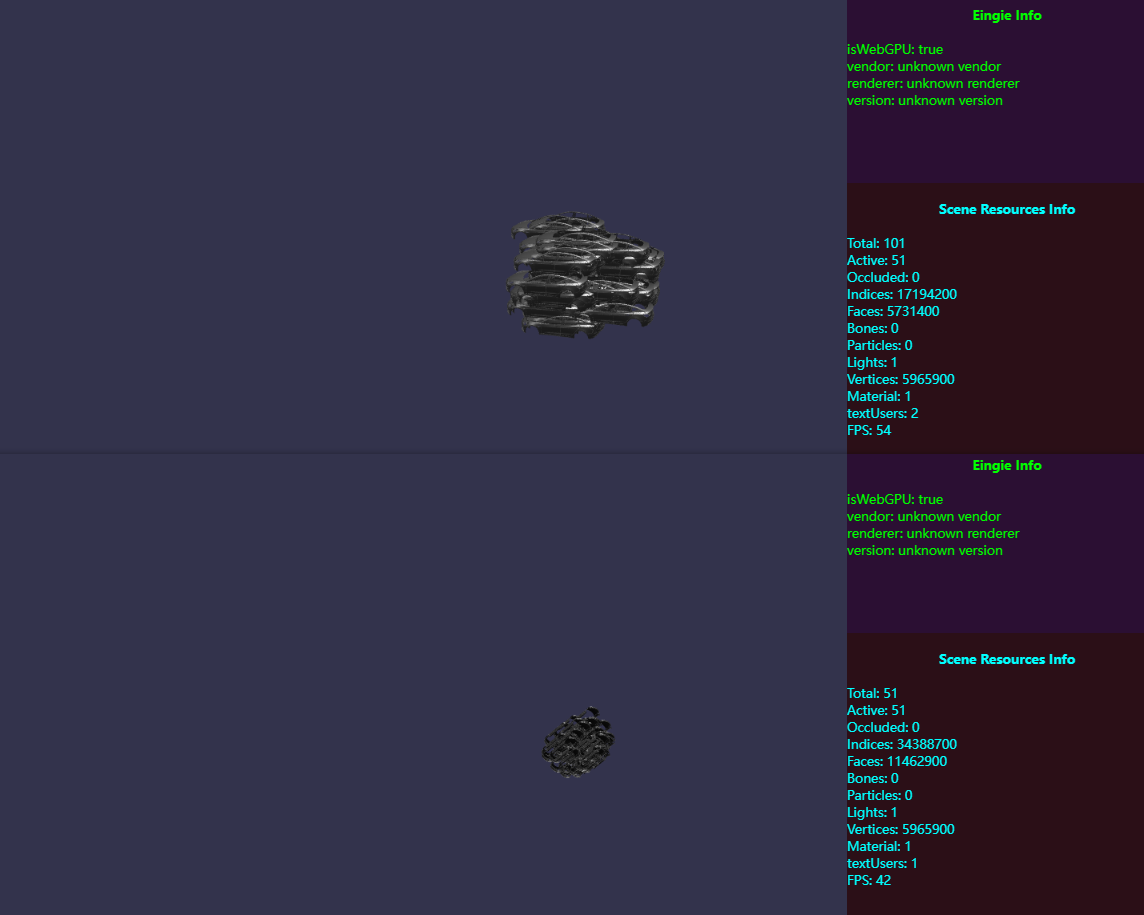 Eingie Info
isWebGPU: true
vendor: unknown vendor
renderer: unknown renderer
version: unknown version
Scene Resources Info
Total: 101
Active: 51
Occluded: 0
Indices: 17194200
Faces: 5731400
Bones: 0
Particles: 0
Lights: 1
Vertices: 5965900
Material: 1
textUsers: 2
FPS: 54
Eingie Info
isWebGPU: true
vendor: unknown vendor
renderer: unknown renderer
version: unknown version
Scene Resources Info
Total: 51
Active: 51
Occluded: 0
Indices: 34388700
Faces: 11462900
Bones: 0
Particles: 0
Lights: 1
Vertices: 5965900
Material: 1
textUsers: 1
FPS: 42